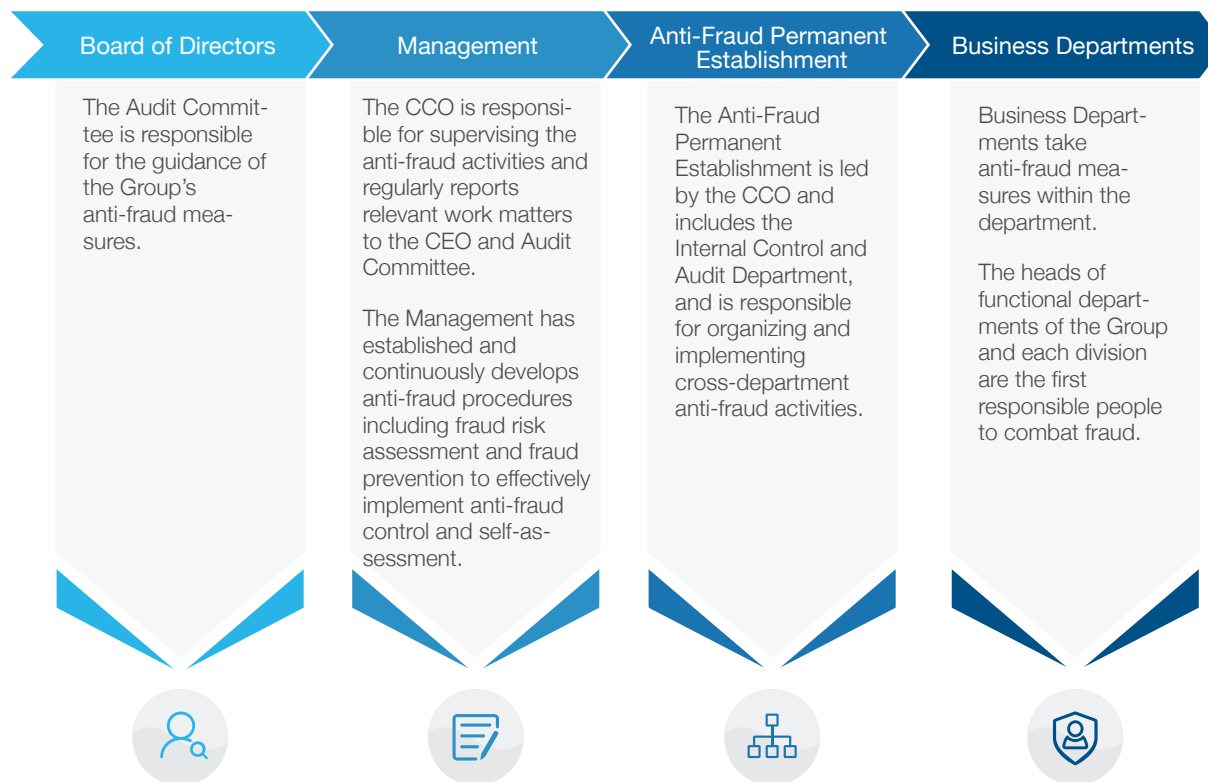 Board of Directors
The Audit Commit-
tee is responsible
for the guidance of
the Group’s
anti-fraud mea-
sures.
Management
The CCO is responsi-
ble for supervising the
anti-fraud activities and
regularly reports
relevant work matters
to the CEO and Audit
Committee.
The Management has
established and
continuously develops
anti-fraud procedures
including fraud risk
assessment and fraud
prevention to effectively
implement anti-fraud
control and self-as-
sessment.
Anti-Fraud Permanent
Establishment
The Anti-Fraud
Permanent
Establishment is led
by the CCO and
includes the
Internal Control and
Audit Department,
and is responsible
for organizing and
implementing
cross-department
anti-fraud activities.
Business Departments
Business Depart-
ments take
anti-fraud mea-
sures within the
department.
The heads of
functional depart-
ments of the Group
and each division
are the first
responsible people
to combat fraud.